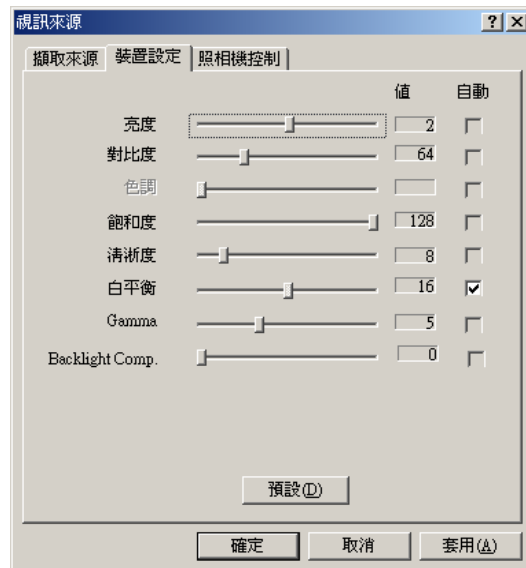 視訊來源
擷取來源 裝置設定 照相機控制
值 自動
亮度 2
對比度 64
色調
飽和度 128
清淅度 8
白平衡 16
Gamma 5
Backlight Comp. 0
預設(D)
確定 取消 套用(A)